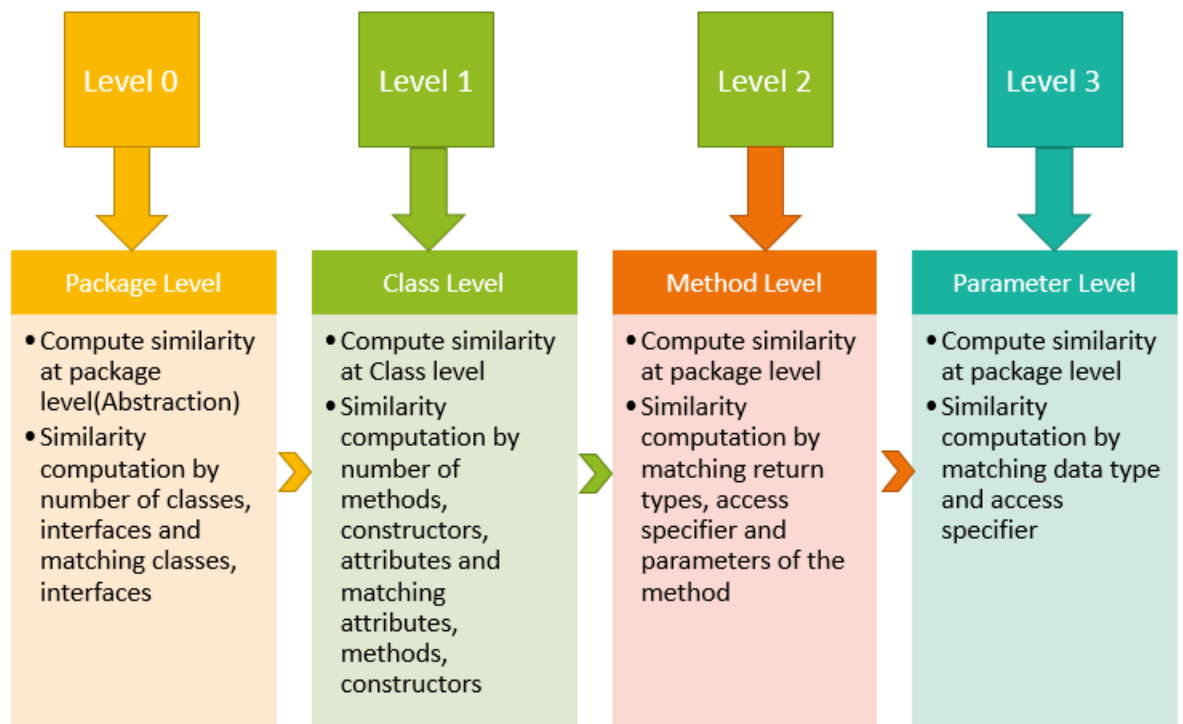 Level 0
Level 1
Level 2
Level 3
Package Level
• Compute similarity
at package
level(Abstraction)
• Similarity
computation by
number of classes,
interfaces and
matching classes,
interfaces
Class Level
• Compute similarity
at Class level
• Similarity
computation by
number of
methods,
constructors,
attributes and
matching
attributes,
methods,
constructors
Method Level
• Compute similarity
at package level
• Similarity
computation by
matching return
types, access
specifier and
parameters of the
method
Parameter Level
• Compute similarity
at package level
• Similarity
computation by
matching data type
and access
specifier